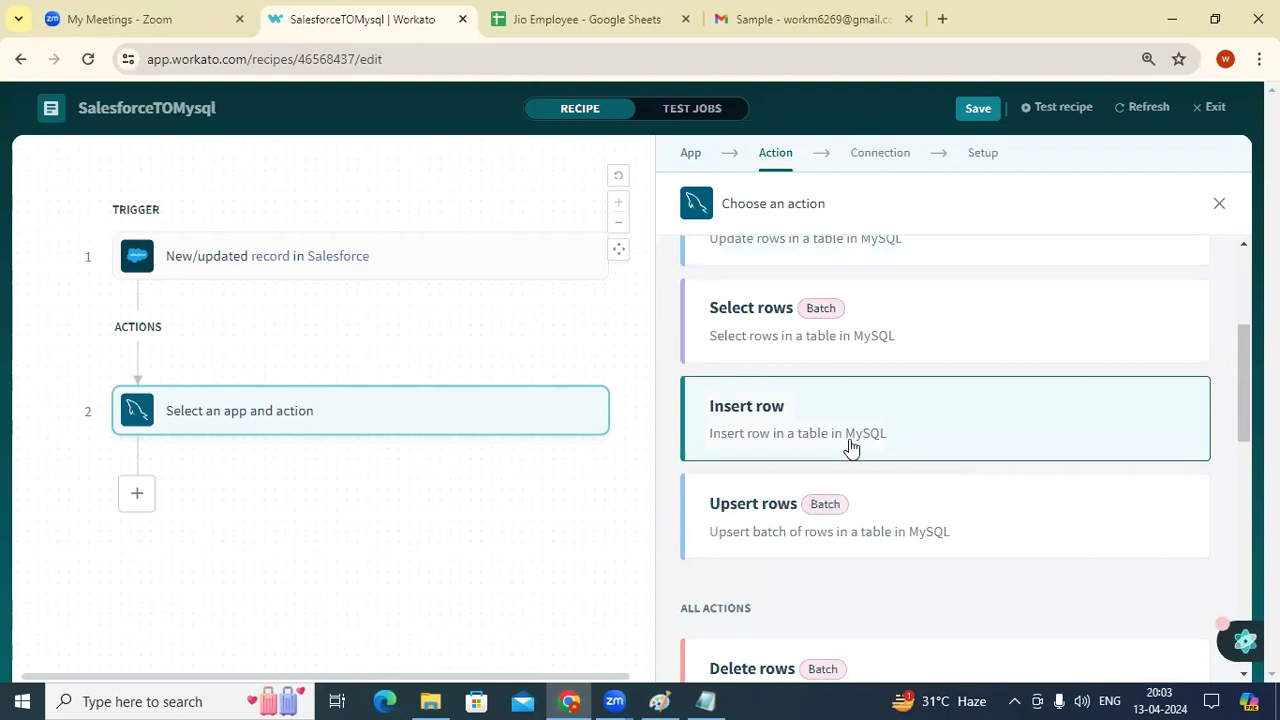 My Meetings - Zoom
SalesforceTOMysql | Workato
Jio Employee - Google Sheets
Sample - workm6269@gmail.cc
app.workato.com/recipes/46568437/edit
W
SalesforceTOMysql
RECIPE
TEST JOBS
Save
Test recipe
Refresh
Exit
App
Action
Connection
Setup
Choose an action
TRIGGER
1
New/updated record in Salesforce
ACTIONS
2
Select an app and action
Update rows in a table in MySQL
Select rows Batch
Select rows in a table in MySQL
Insert row
Insert row in a table in MySQL
Upsert rows Batch
Upsert batch of rows in a table in MySQL
ALL ACTIONS
Delete rows Batch
Type here to search
31°C Haze
ENG
20:03
13-04-2024